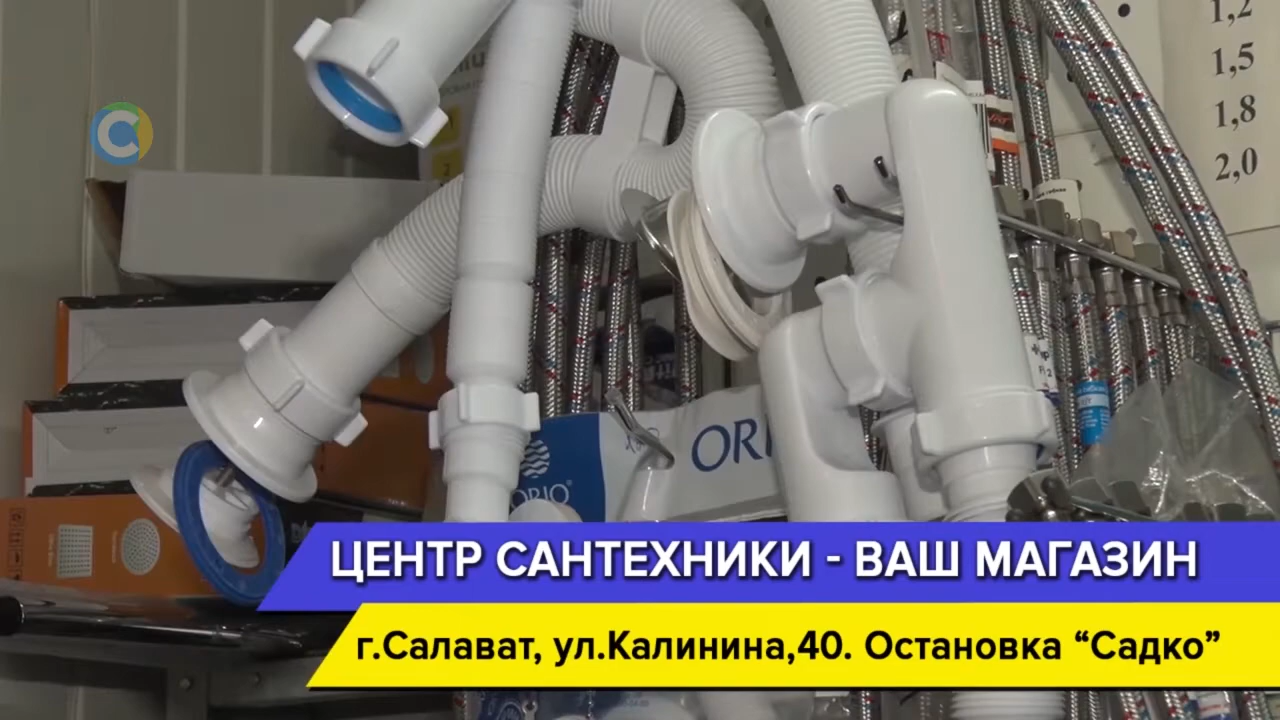 1,2
1,5
1,8
2,0
ORIO
ЦЕНТР САНТЕХНИКИ - ВАШ МАГАЗИН
г.Салават, ул.Калинина,40. Остановка “Садко”